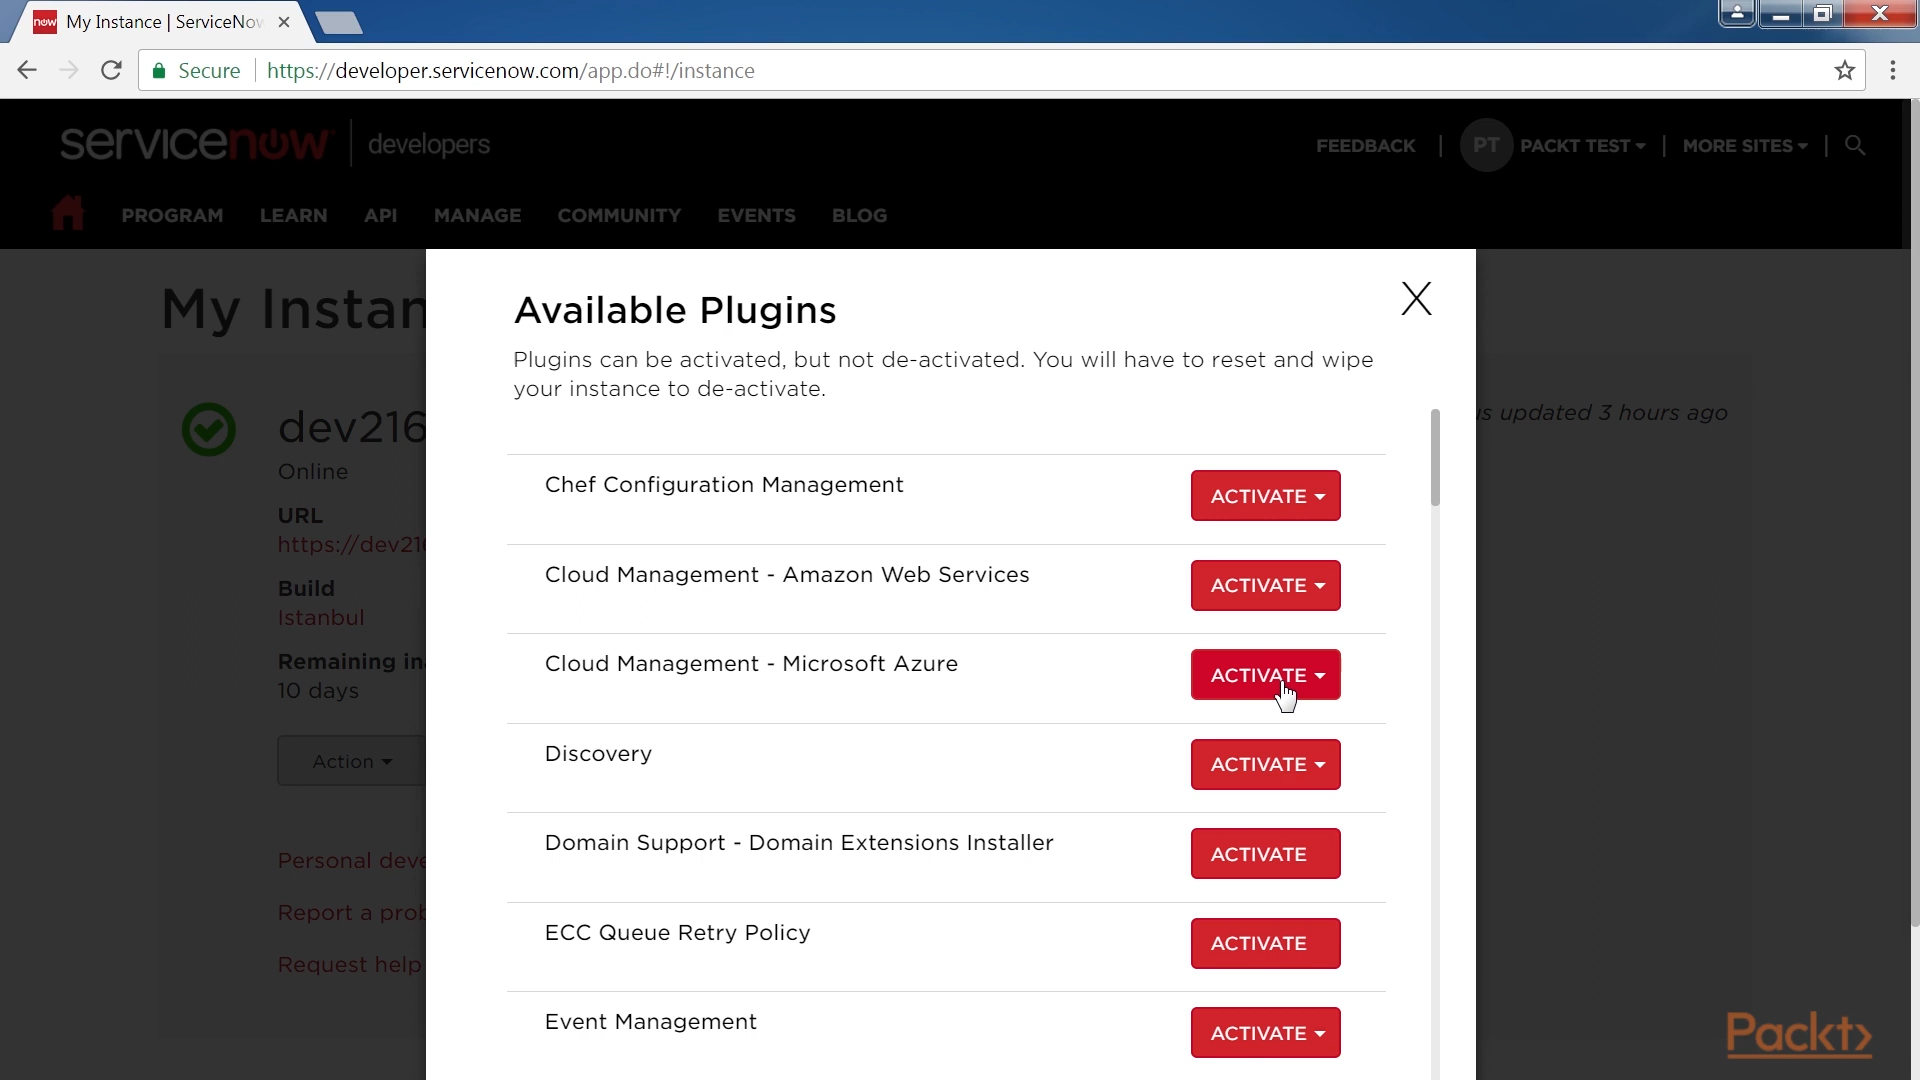 now My Instance | ServiceNow
Secure https://developer.servicenow.com/app.do#!/instance
servicenow developers
FEEDBACK | PT PACKT TEST | MORE SITES |
PROGRAM LEARN API MANAGE COMMUNITY EVENTS BLOG
My Instan
Available Plugins X
Plugins can be activated, but not de-activated. You will have to reset and wipe
your instance to de-activate.
dev216
us updated 3 hours ago
Online
URL
https://dev216
Build
Istanbul
Remaining in
10 days
Action
Personal deve
Report a prob
Request help
Chef Configuration Management ACTIVATE
Cloud Management - Amazon Web Services ACTIVATE
Cloud Management - Microsoft Azure ACTIVATE
Discovery ACTIVATE
Domain Support - Domain Extensions Installer ACTIVATE
ECC Queue Retry Policy ACTIVATE
Event Management ACTIVATE
Packt>